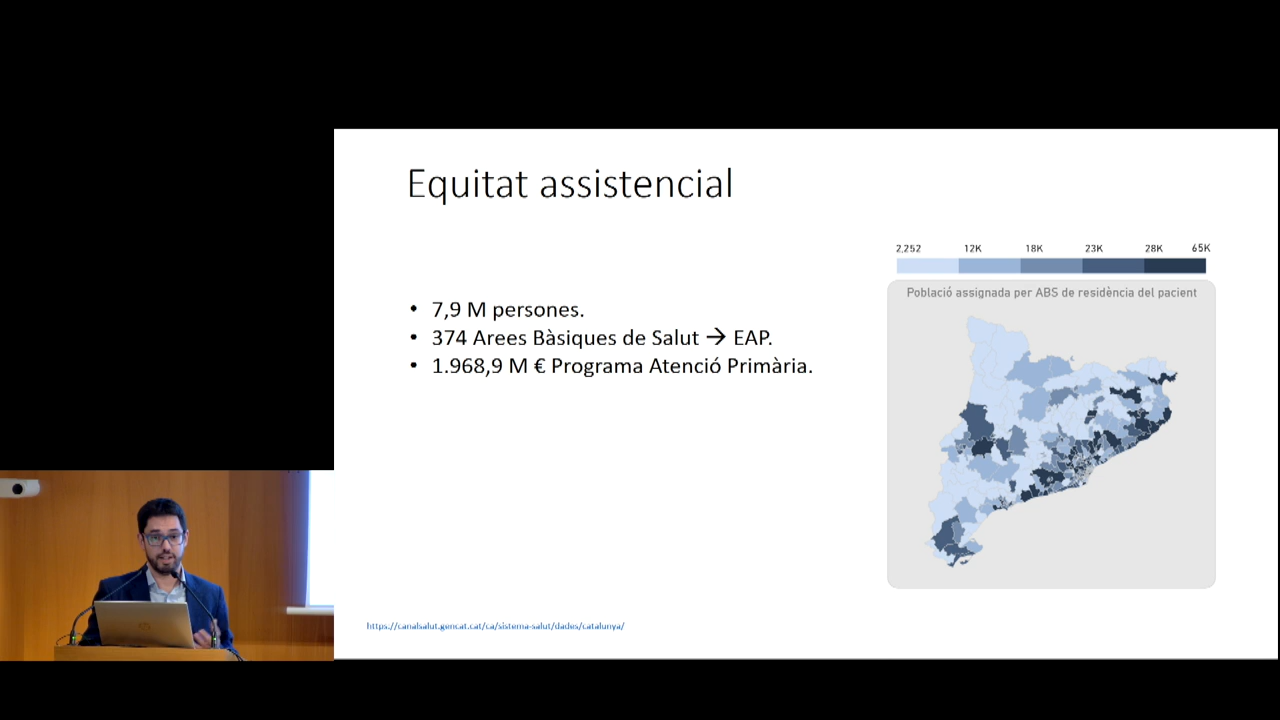 Equitat assistencial
2,252 12K 18K 23K 28K 65K
Població assignada per ABS de residència del pacient
• 7,9 M persones.
• 374 Arees Bàsiques de Salut → EAP.
• 1.968,9 M € Programa Atenció Primària.
https://canalsalut.gencat.cat/ca/sistema-salut/dades/catalunya/